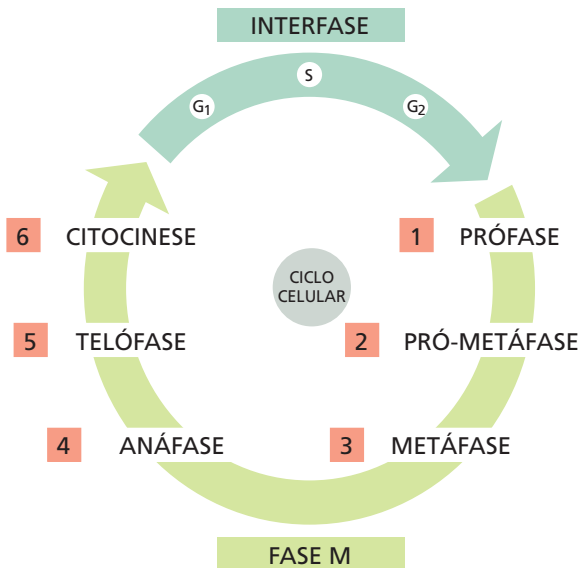 INTERFASE
S
G₁
G₂
6 CITOCINESE
1 PRÓFASE
CICLO
CELULAR
5 TELÓFASE
2 PRÓ-METÁFASE
4 ANÁFASE
3 METÁFASE
FASE M